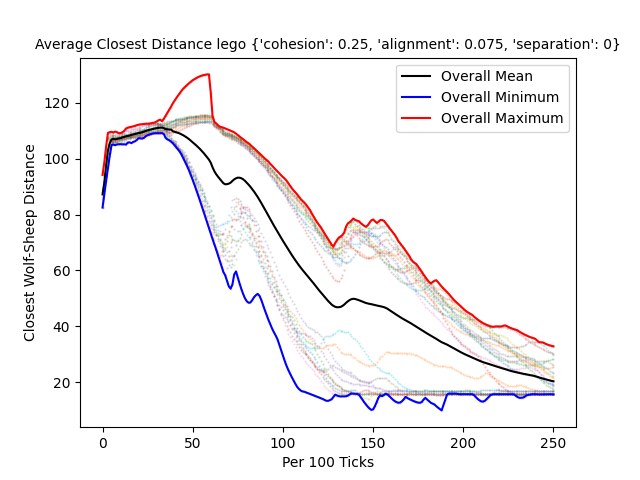 Average Closest Distance lego {'cohesion': 0.25, 'alignment': 0.075, 'separation': 0}
Overall Mean
Overall Minimum
Overall Maximum
Closest Wolf-Sheep Distance
120
100
80
60
40
20
0
50
100
150
200
250
Per 100 Ticks